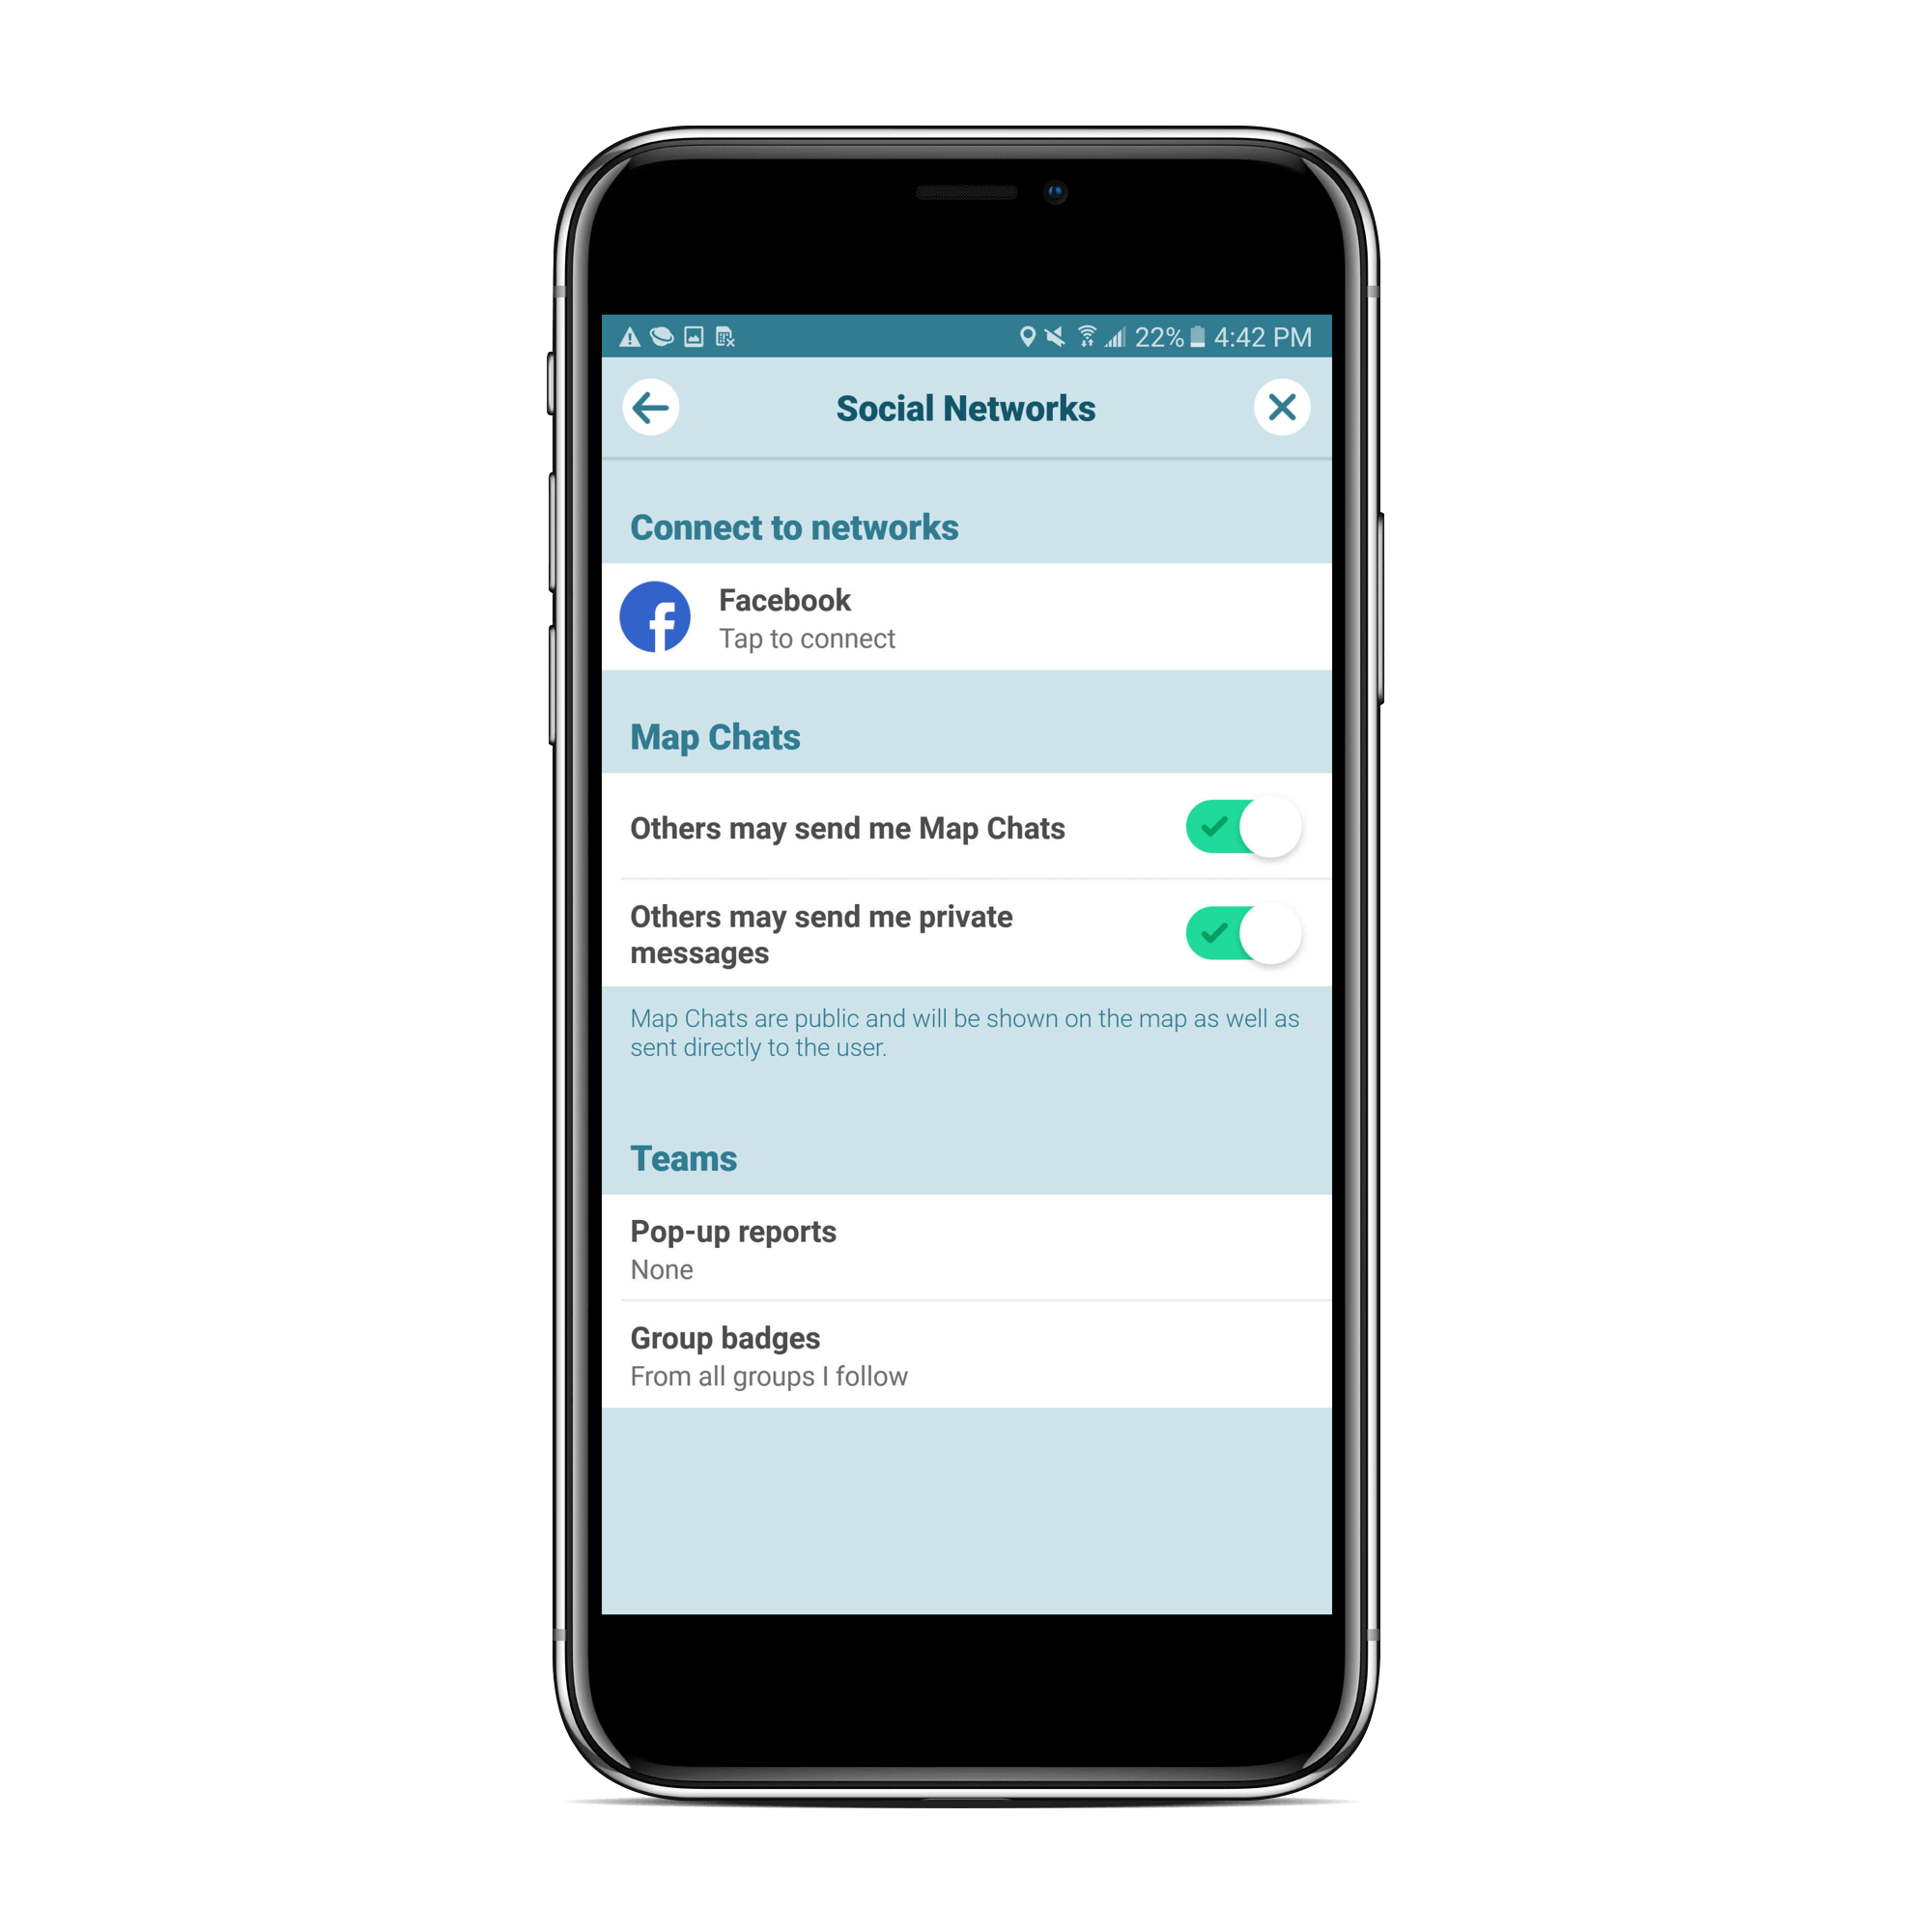 22% 4:42 PM
Social Networks
Connect to networks
Facebook
Tap to connect
Map Chats
Others may send me Map Chats
Others may send me private
messages
Map Chats are public and will be shown on the map as well as
sent directly to the user.
Teams
Pop-up reports
None
Group badges
From all groups I follow